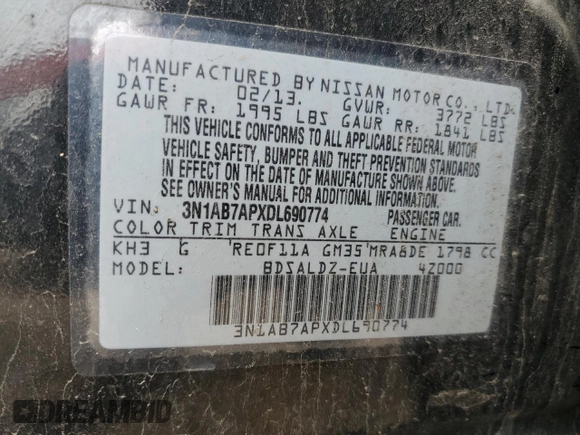 MANUFACTURED BY NISSAN MOTOR CO., LTD.
DATE: 02/13. GVWR: 3772 LBS
GAWR FR: 1995 LBS GAWR RR: 1841 LBS
THIS VEHICLE CONFORMS TO ALL APPLICABLE FEDERAL MOTOR
VEHICLE SAFETY, BUMPER AND THEFT PREVENTION STANDARDS
IN EFFECT ON THE DATE OF MANUFACTURE SHOWN ABOVE.
SEE OWNER'S MANUAL FOR ADDITIONAL INFORMATION.
VIN: 3N1AB7APXDL690774 PASSENGER CAR.
COLOR TRIM TRANS AXLE ENGINE
KH3 G RE0F11A GM35 MRA8DE 1798 CC
MODEL: BDSALDZ-EUA 4Z000
3N1AB7APXDL690774
DREAMBID